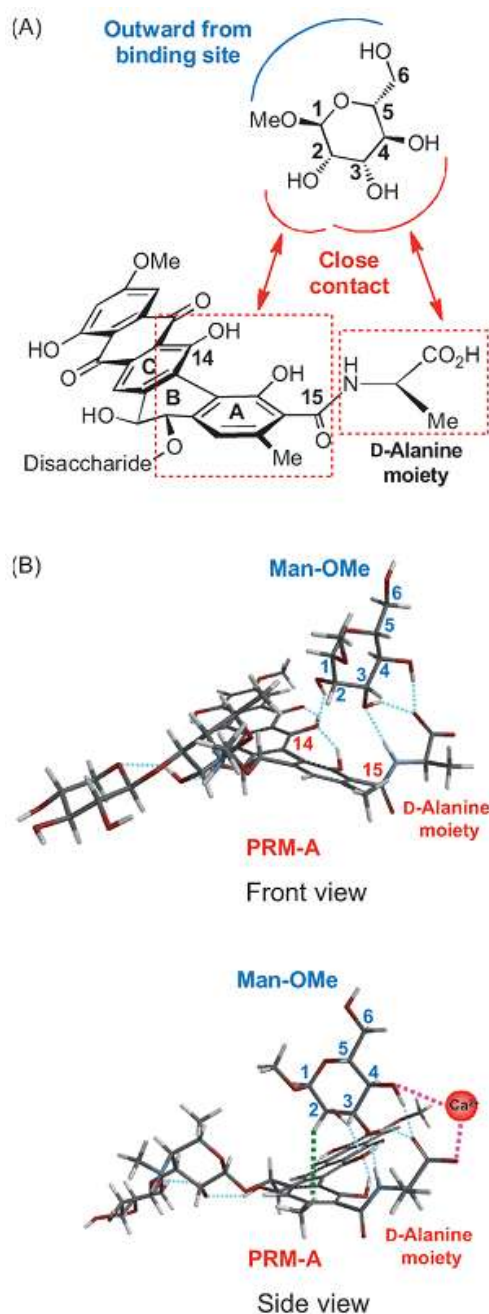 (A)
Outward from
binding site
HO
6
1
O
5
MeO
4
OH
2
3
HO
HO
OH
Close
contact
OMe
O
OH
14
HO
C
O
B
OH
15
H
N
CO₂H
A
HO
O
O
Me
Me
Disaccharide
D-Alanine
moiety
(B)
Man-OMe
6
5
4
1
3
2
14
15
D-Alanine
moiety
PRM-A
Front view
Man-OMe
6
5
1
4
2
3
Ca²⁺
D-Alanine
moiety
PRM-A
Side view